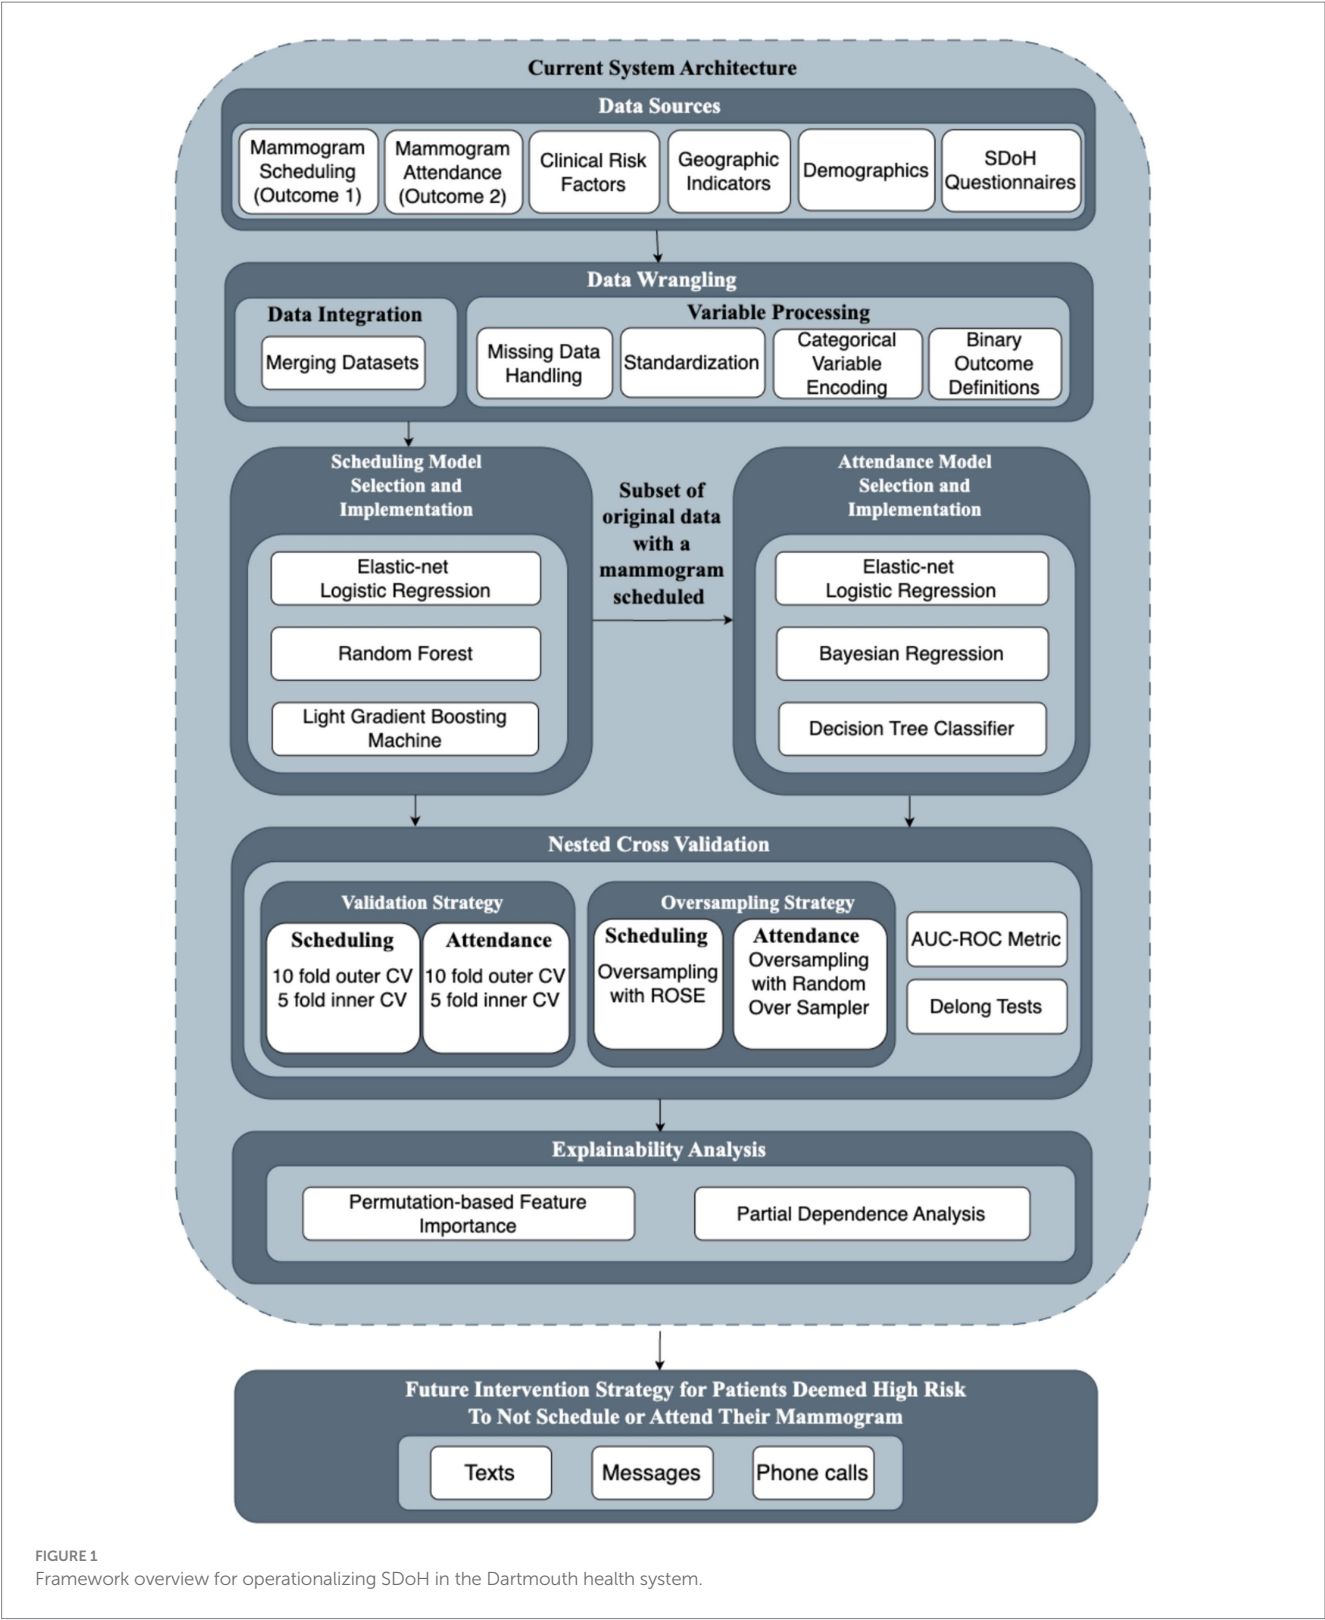 Current System Architecture
Data Sources
Mammogram
Scheduling
(Outcome 1)
Mammogram
Attendance
(Outcome 2)
Clinical Risk
Factors
Geographic
Indicators
Demographics
SDoH
Questionnaires
Data Wrangling
Data Integration
Merging Datasets
Variable Processing
Missing Data
Handling
Standardization
Categorical
Variable
Encoding
Binary
Outcome
Definitions
Scheduling Model
Selection and
Implementation
Elastic-net
Logistic Regression
Random Forest
Light Gradient Boosting
Machine
Subset of
original data
with a
mammogram
scheduled
Attendance Model
Selection and
Implementation
Elastic-net
Logistic Regression
Bayesian Regression
Decision Tree Classifier
Nested Cross Validation
Validation Strategy
Scheduling
10 fold outer CV
5 fold inner CV
Attendance
10 fold outer CV
5 fold inner CV
Oversampling Strategy
Scheduling
Oversampling
with ROSE
Attendance
Oversampling
with Random
Over Sampler
AUC-ROC Metric
Delong Tests
Explainability Analysis
Permutation-based Feature
Importance
Partial Dependence Analysis
Future Intervention Strategy for Patients Deemed High Risk
To Not Schedule or Attend Their Mammogram
Texts
Messages
Phone calls
FIGURE 1
Framework overview for operationalizing SDoH in the Dartmouth health system.